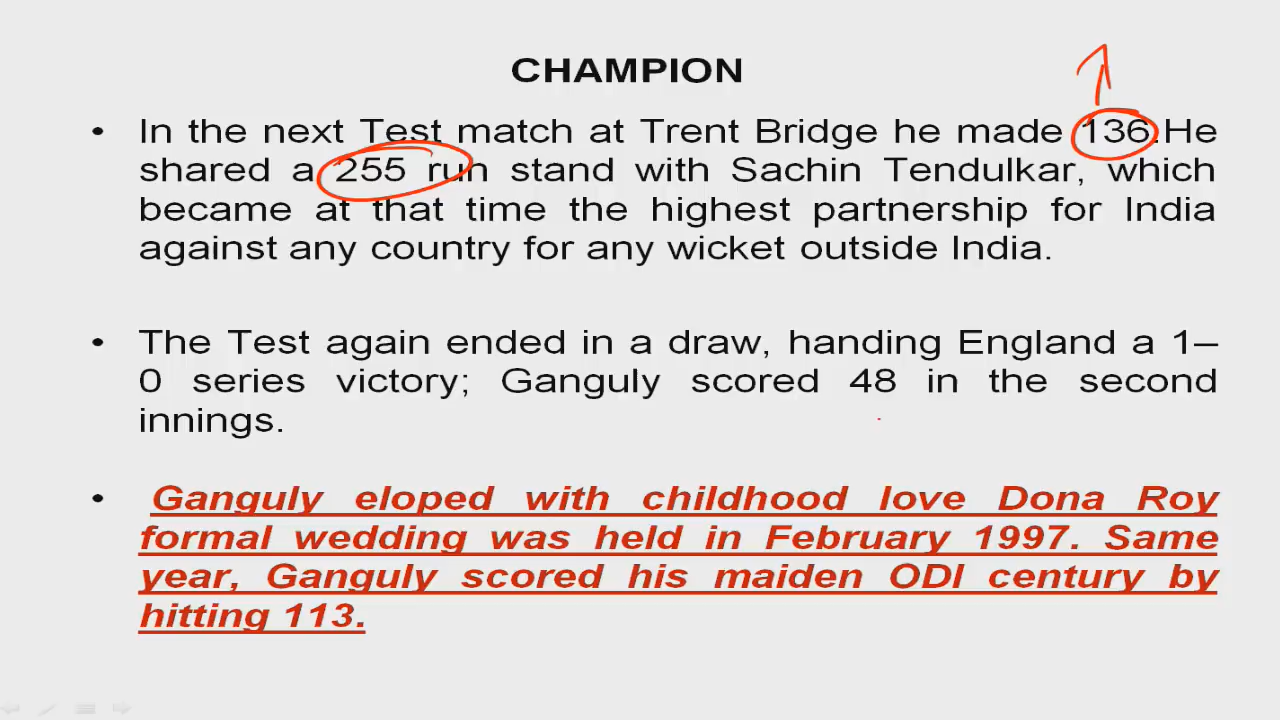 CHAMPION
• In the next Test match at Trent Bridge he made 136.He
shared a 255 run stand with Sachin Tendulkar, which
became at that time the highest partnership for India
against any country for any wicket outside India.
• The Test again ended in a draw, handing England a 1–
0 series victory; Ganguly scored 48 in the second
innings.
• Ganguly eloped with childhood love Dona Roy
formal wedding was held in February 1997. Same
year, Ganguly scored his maiden ODI century by
hitting 113.